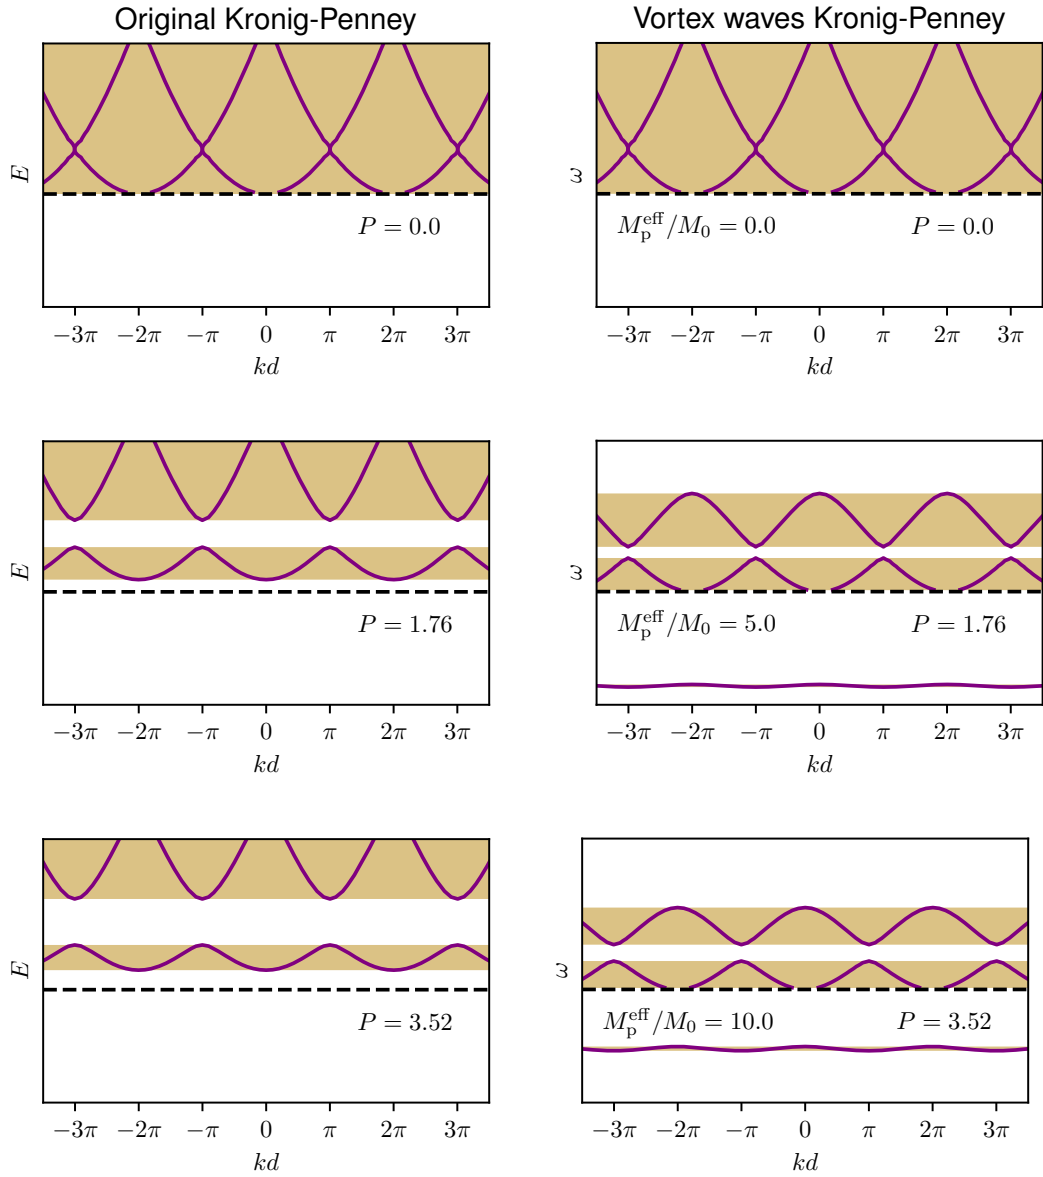 Original Kronig-Penney
Vortex waves Kronig-Penney
E
P = 0.0
−3π −2π −π 0 π 2π 3π
kd
ω
M_p^eff/M_0 = 0.0 P = 0.0
−3π −2π −π 0 π 2π 3π
kd
E
P = 1.76
−3π −2π −π 0 π 2π 3π
kd
ω
M_p^eff/M_0 = 5.0 P = 1.76
−3π −2π −π 0 π 2π 3π
kd
E
P = 3.52
−3π −2π −π 0 π 2π 3π
kd
ω
M_p^eff/M_0 = 10.0 P = 3.52
−3π −2π −π 0 π 2π 3π
kd